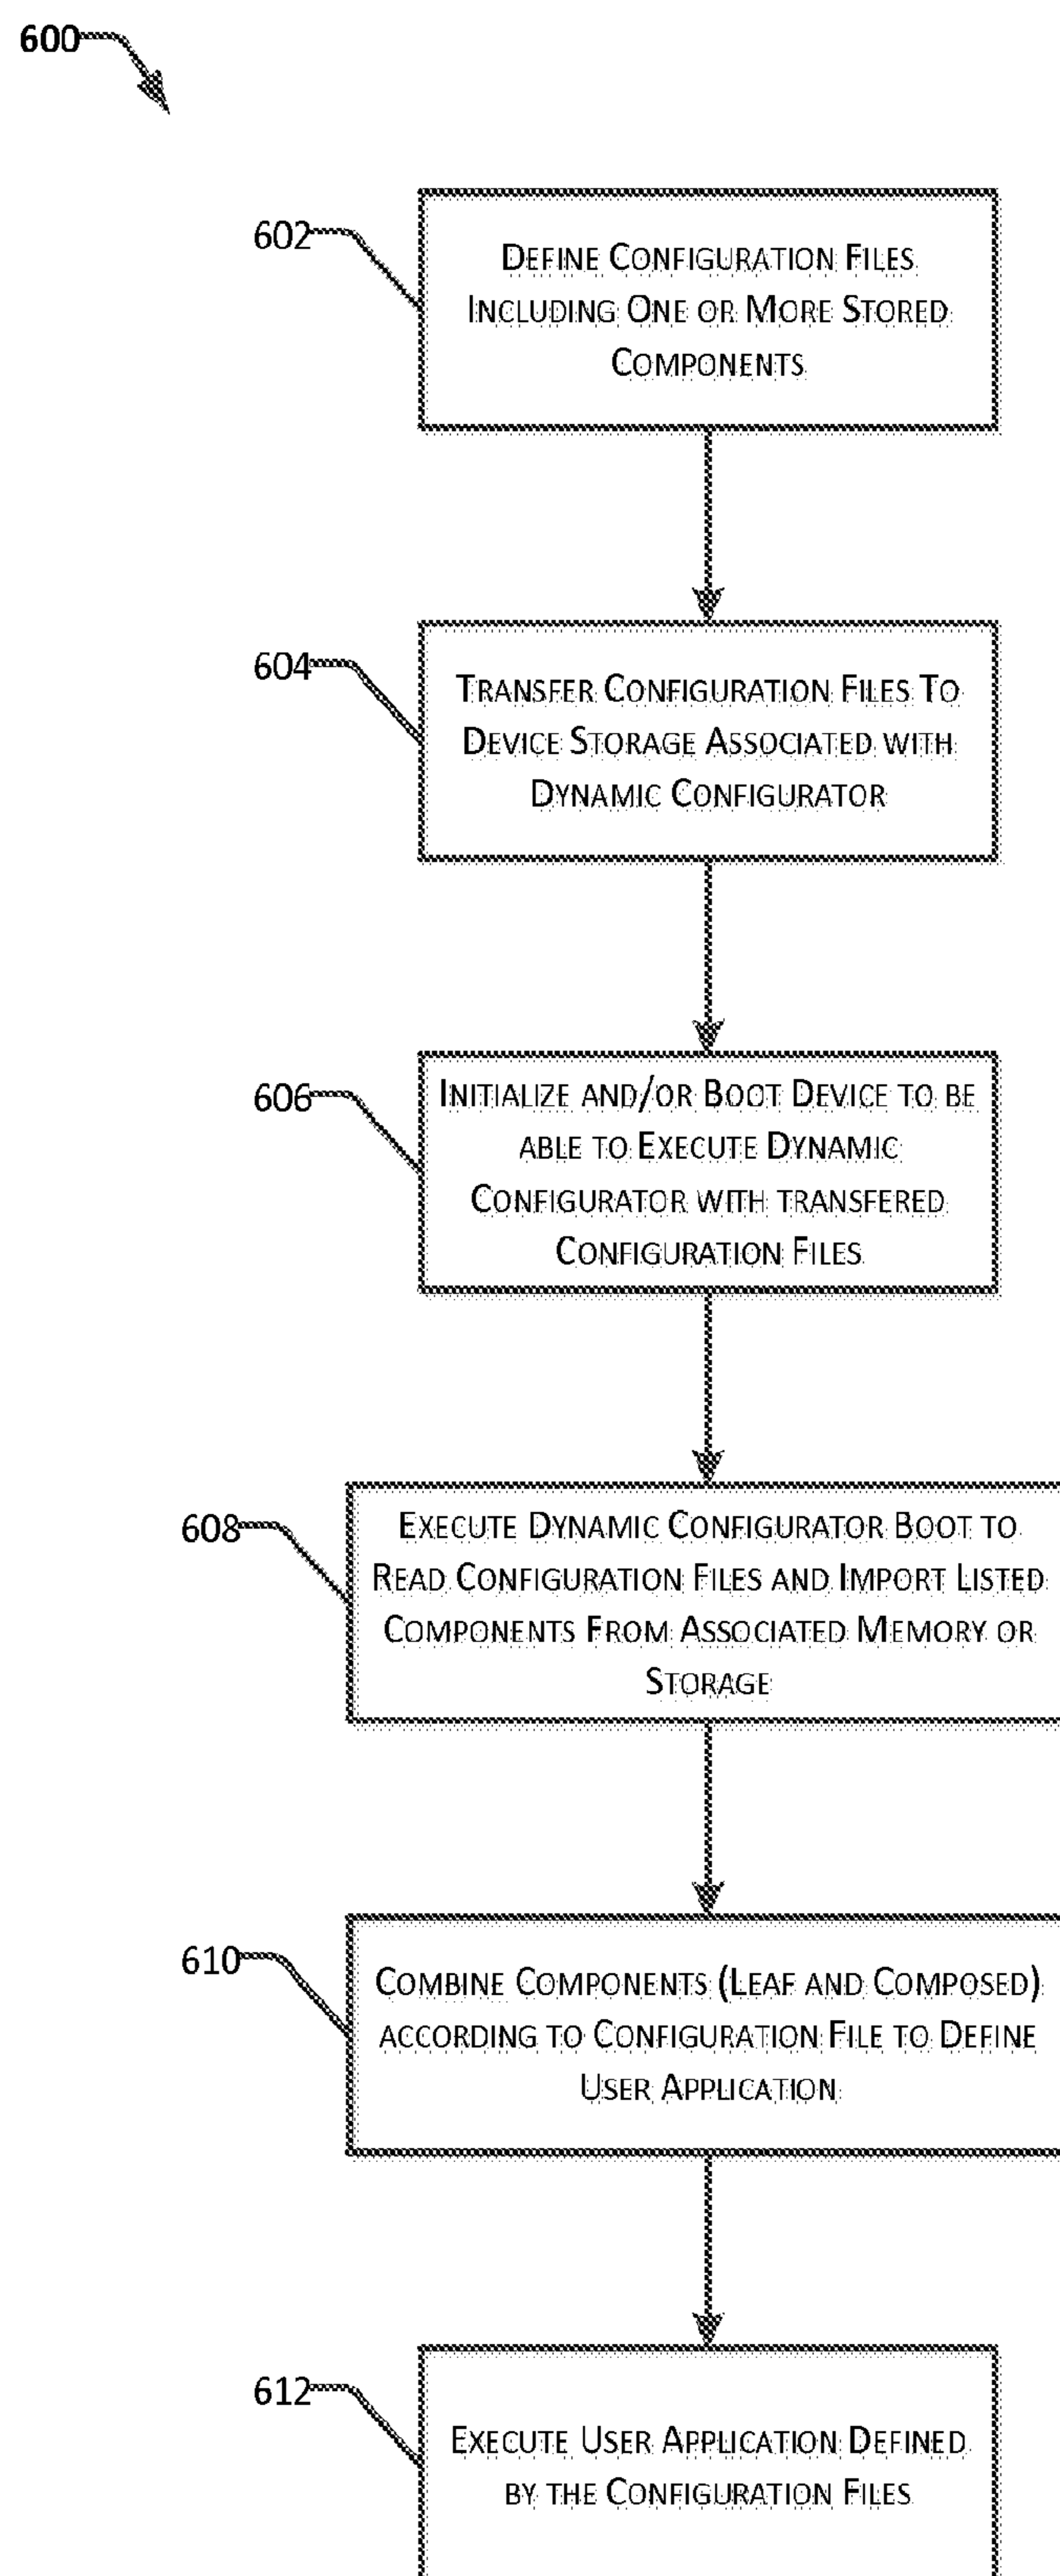 600
602
DEFINE CONFIGURATION FILES
INCLUDING ONE OR MORE STORED
COMPONENTS
604
TRANSFER CONFIGURATION FILES TO
DEVICE STORAGE ASSOCIATED WITH
DYNAMIC CONFIGURATOR
606
INITIALIZE AND/OR BOOT DEVICE TO BE
ABLE TO EXECUTE DYNAMIC
CONFIGURATOR WITH TRANSFERED
CONFIGURATION FILES
608
EXECUTE DYNAMIC CONFIGURATOR BOOT TO
READ CONFIGURATION FILES AND IMPORT LISTED
COMPONENTS FROM ASSOCIATED MEMORY OR
STORAGE
610
COMBINE COMPONENTS (LEAF AND COMPOSED)
ACCORDING TO CONFIGURATION FILE TO DEFINE
USER APPLICATION
612
EXECUTE USER APPLICATION DEFINED
BY THE CONFIGURATION FILES